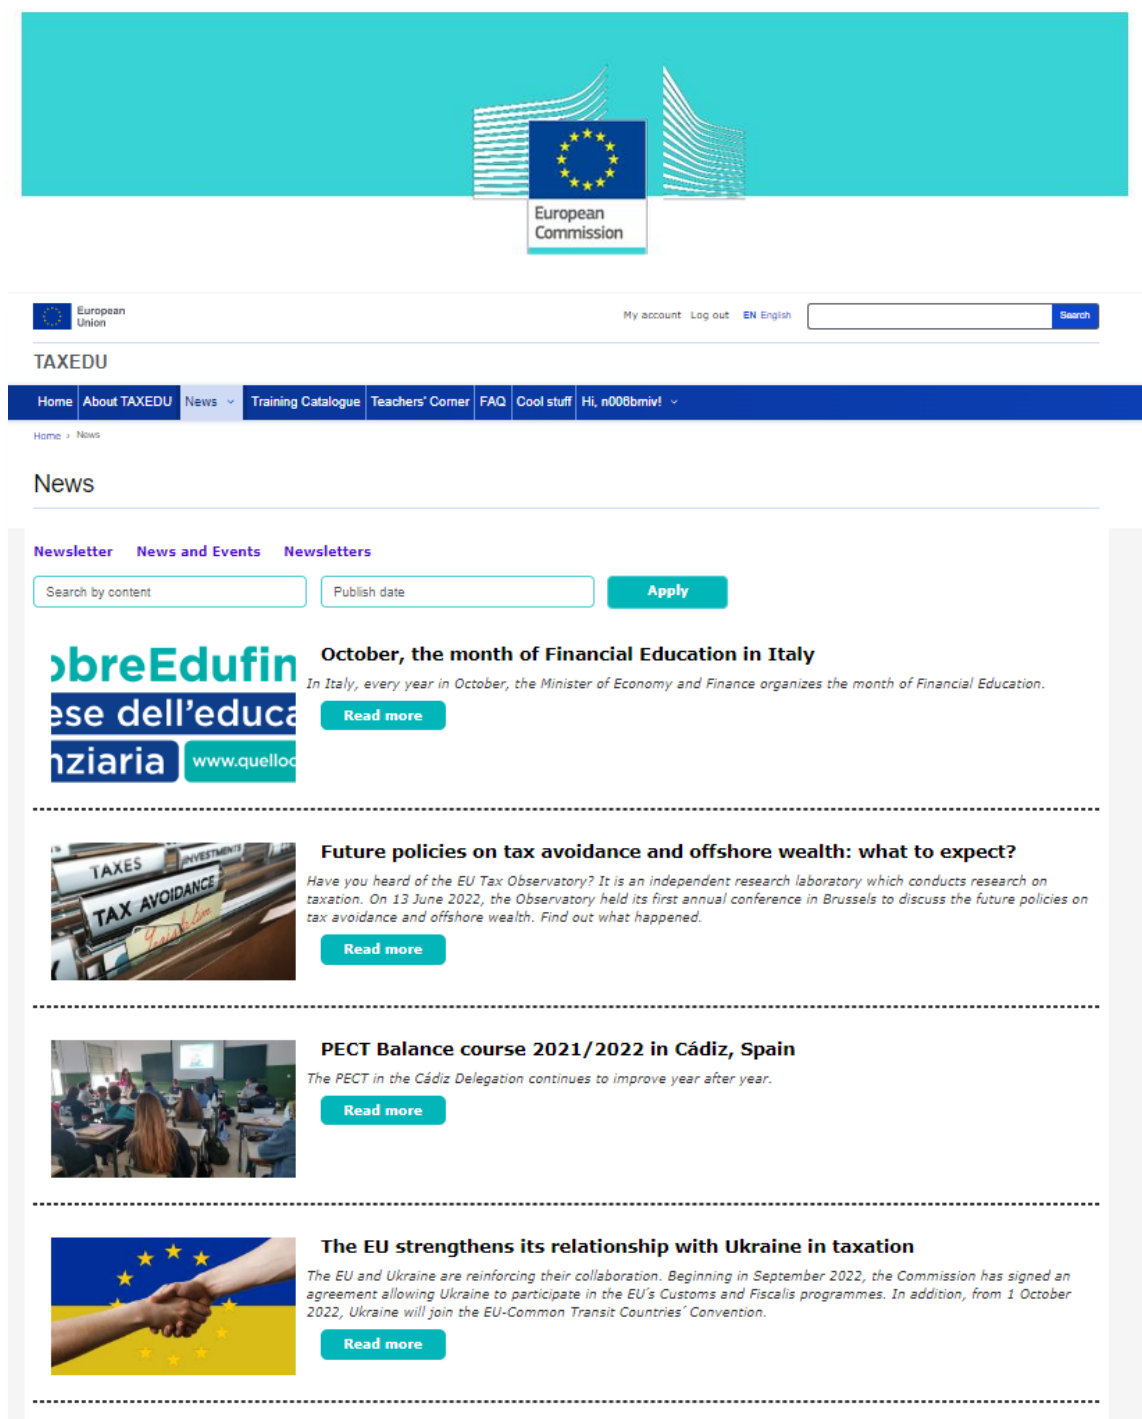 European
Commission
European
Union
My account Log out EN English
Search
TAXEDU
Home About TAXEDU News Training Catalogue Teachers' Corner FAQ Cool stuff Hi, n008bmiv!
Home › News
News
Newsletter News and Events Newsletters
Search by content Publish date Apply
obreEdufin
ese dell'educa
nziaria www.quelloc
October, the month of Financial Education in Italy
In Italy, every year in October, the Minister of Economy and Finance organizes the month of Financial Education.
Read more
TAXES
INVESTMENTS
TAX AVOIDANCE
Legislation
Future policies on tax avoidance and offshore wealth: what to expect?
Have you heard of the EU Tax Observatory? It is an independent research laboratory which conducts research on
taxation. On 13 June 2022, the Observatory held its first annual conference in Brussels to discuss the future policies on
tax avoidance and offshore wealth. Find out what happened.
Read more
PECT Balance course 2021/2022 in Cádiz, Spain
The PECT in the Cádiz Delegation continues to improve year after year.
Read more
The EU strengthens its relationship with Ukraine in taxation
The EU and Ukraine are reinforcing their collaboration. Beginning in September 2022, the Commission has signed an
agreement allowing Ukraine to participate in the EU´s Customs and Fiscalis programmes. In addition, from 1 October
2022, Ukraine will join the EU-Common Transit Countries´ Convention.
Read more